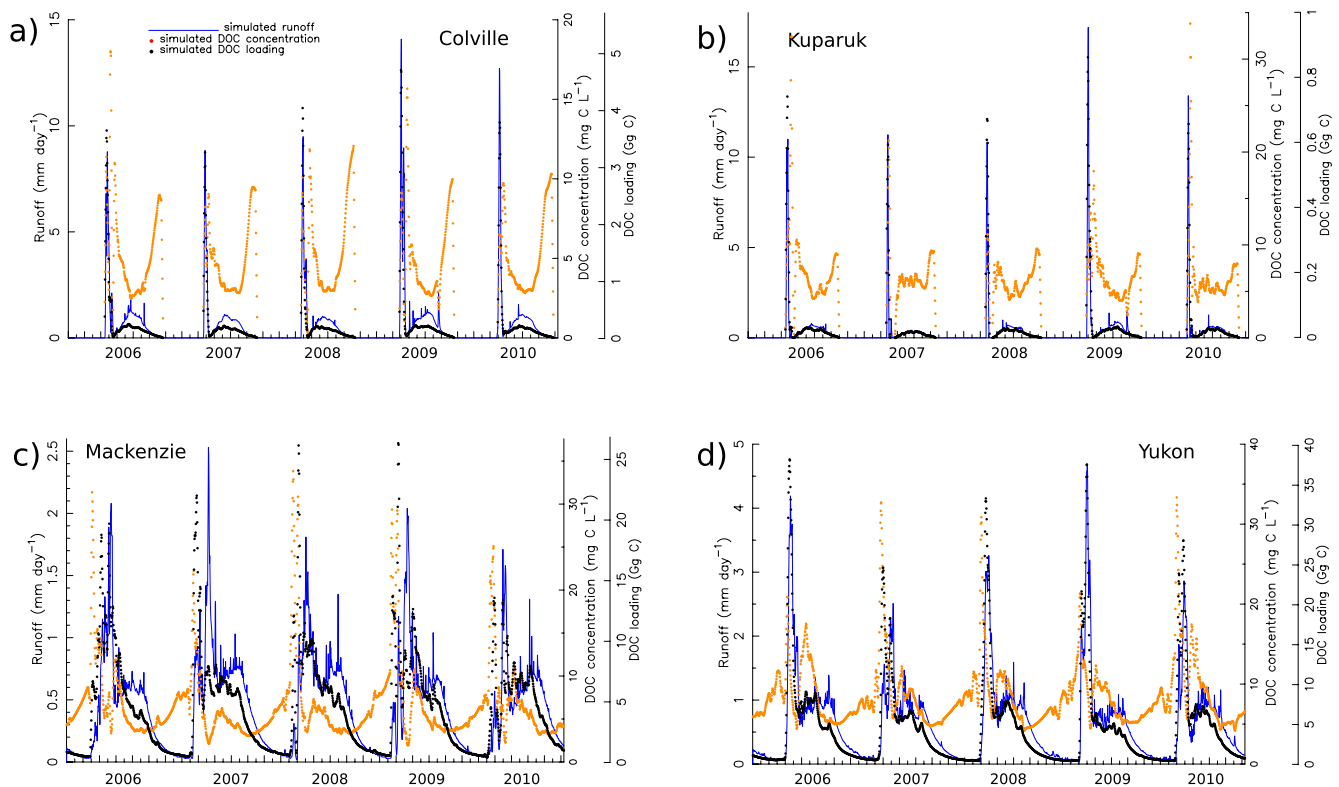 a)
simulated runoff
simulated DOC concentration
simulated DOC loading
Colville
Runoff (mm day⁻¹)
0 5 10 15
2006 2007 2008 2009 2010
0 5 10 15 20
DOC concentration (mg C L⁻¹)
0 1 2 3 4 5
DOC loading (Gg C)
b)
Kuparuk
Runoff (mm day⁻¹)
0 5 10 15
2006 2007 2008 2009 2010
0 10 20 30
DOC concentration (mg C L⁻¹)
0 0.2 0.4 0.6 0.8 1
DOC loading (Gg C)
c)
Mackenzie
Runoff (mm day⁻¹)
0 0.5 1 1.5 2 2.5
2006 2007 2008 2009 2010
0 10 20 30
DOC concentration (mg C L⁻¹)
0 5 10 15 20 25
DOC loading (Gg C)
d)
Yukon
Runoff (mm day⁻¹)
0 1 2 3 4 5
2006 2007 2008 2009 2010
0 10 20 30 40
DOC concentration (mg C L⁻¹)
0 5 10 15 20 25 30 35 40
DOC loading (Gg C)